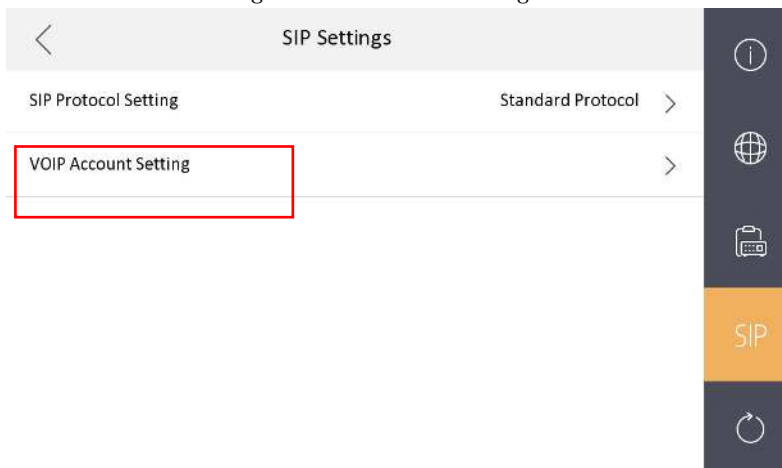 SIP Settings
SIP Protocol Setting Standard Protocol
VOIP Account Setting
SIP